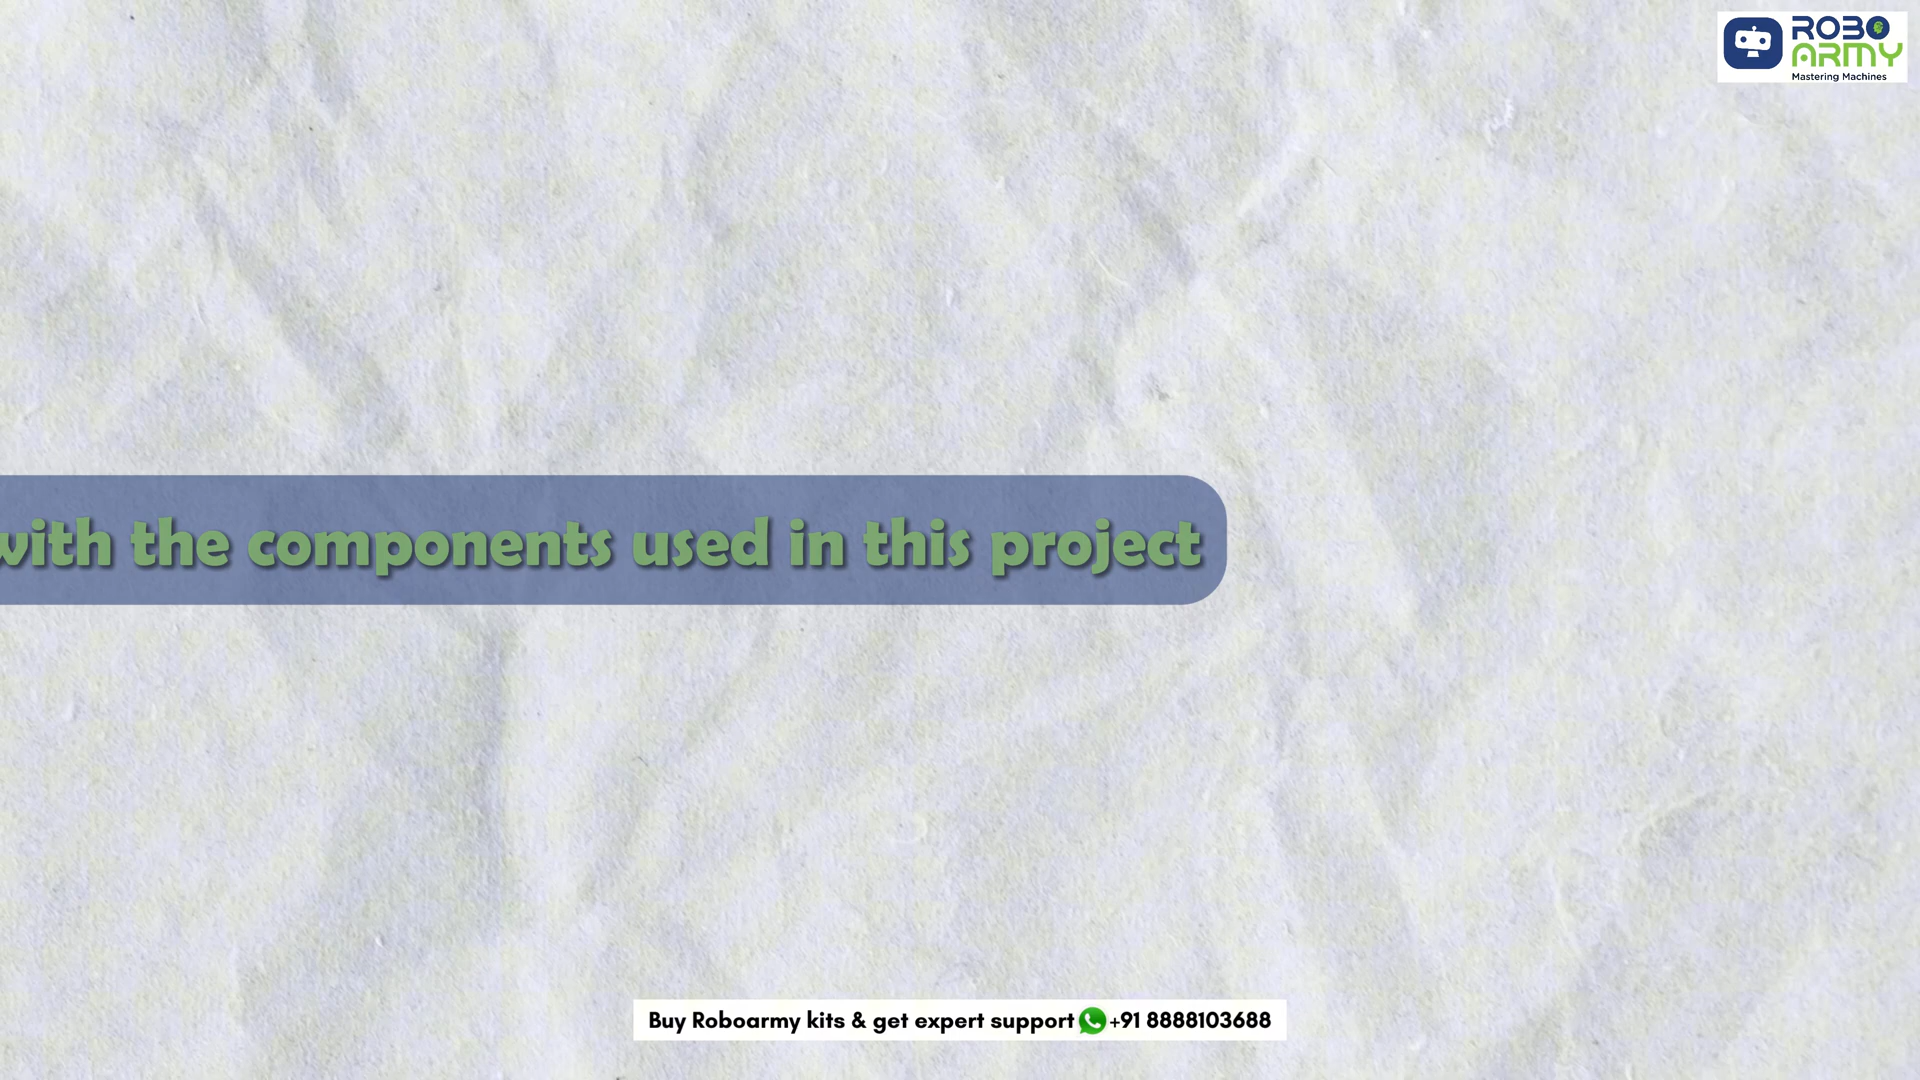 ROBO
ARMY
Mastering Machines
with the components used in this project
Buy Roboarmy kits & get expert support +91 8888103688